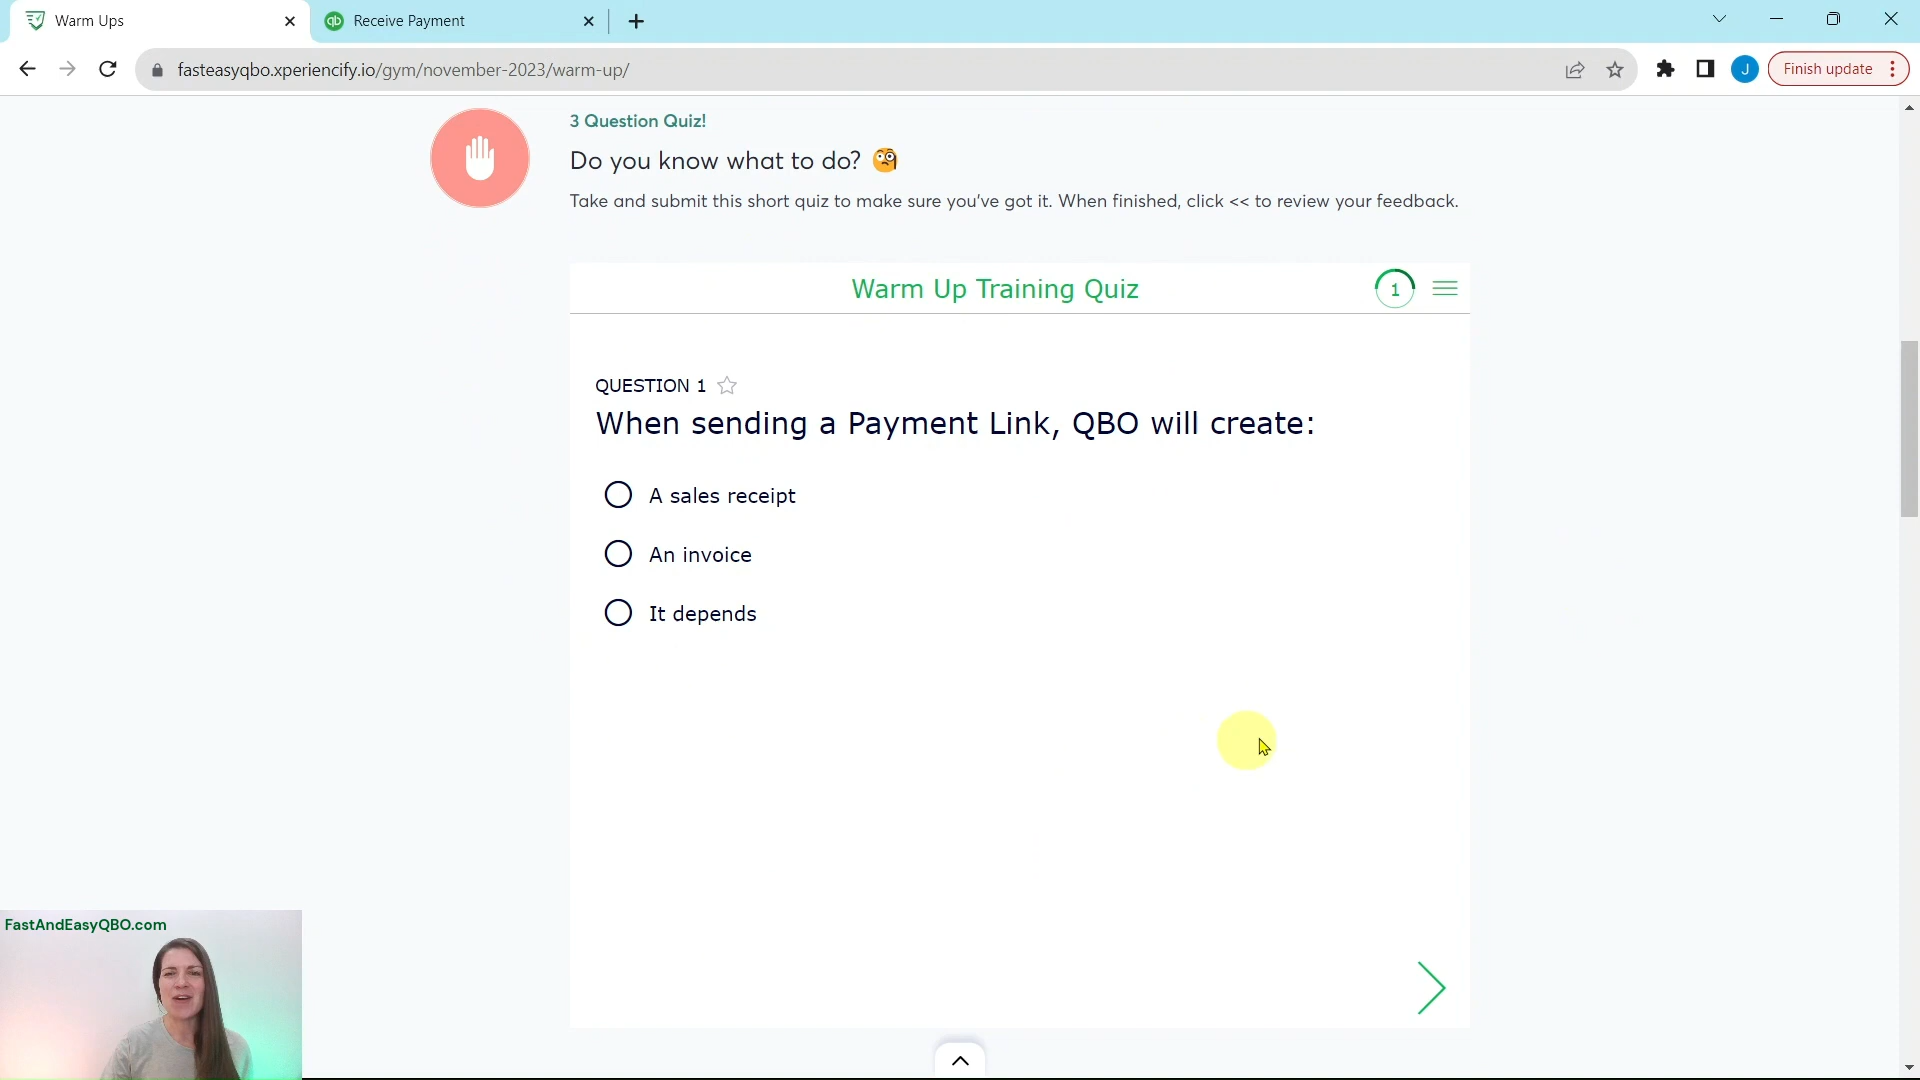 Warm Ups
Receive Payment
fasteasyqbo.xperiencify.io/gym/november-2023/warm-up/
J
Finish update
3 Question Quiz!
Do you know what to do?
Take and submit this short quiz to make sure you've got it. When finished, click << to review your feedback.
Warm Up Training Quiz
1
QUESTION 1
When sending a Payment Link, QBO will create:
A sales receipt
An invoice
It depends
FastAndEasyQBO.com